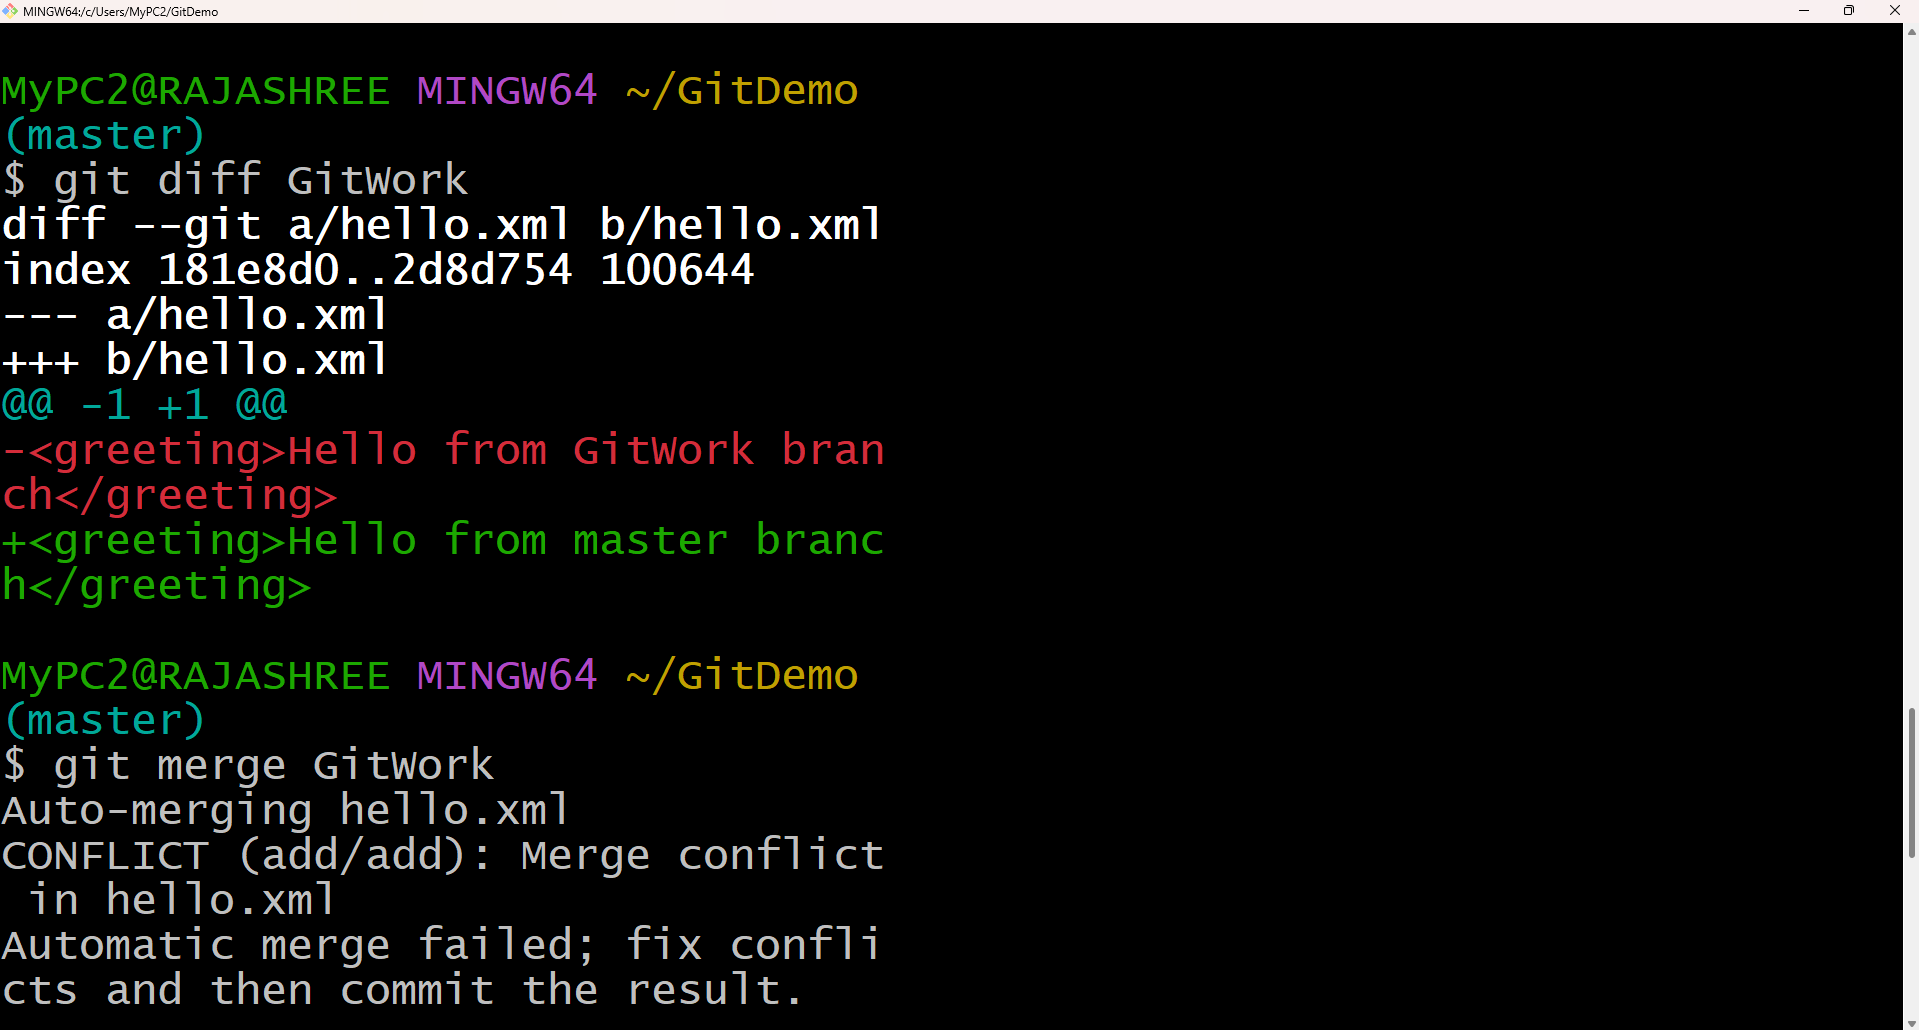 MINGW64:/c/Users/MyPC2/GitDemo
MyPC2@RAJASHREE MINGW64 ~/GitDemo
(master)
$ git diff GitWork
diff --git a/hello.xml b/hello.xml
index 181e8d0..2d8d754 100644
--- a/hello.xml
+++ b/hello.xml
@@ -1 +1 @@
-<greeting>Hello from GitWork bran
ch</greeting>
+<greeting>Hello from master branc
h</greeting>
MyPC2@RAJASHREE MINGW64 ~/GitDemo
(master)
$ git merge GitWork
Auto-merging hello.xml
CONFLICT (add/add): Merge conflict
 in hello.xml
Automatic merge failed; fix confli
cts and then commit the result.